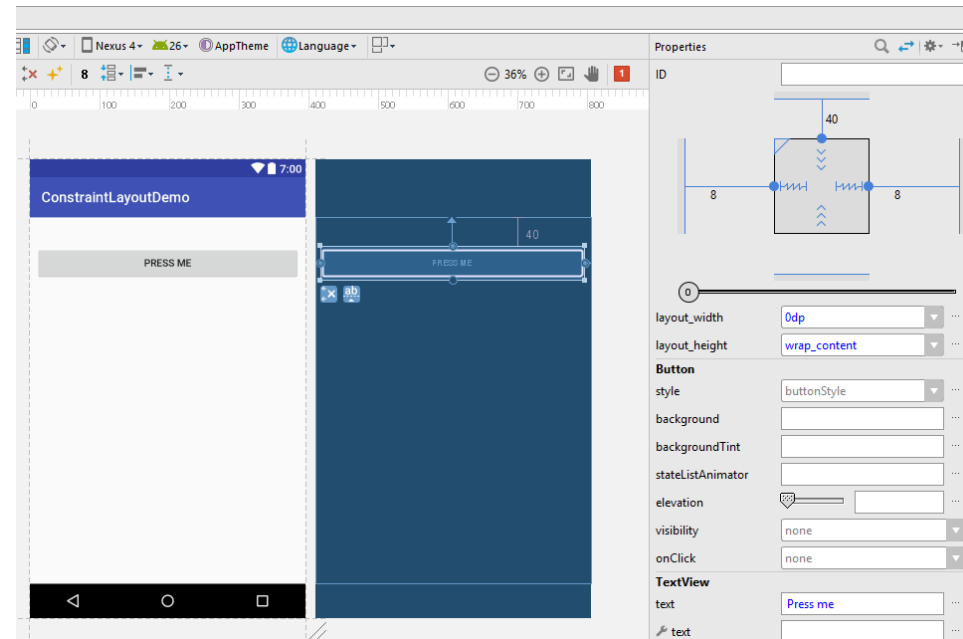 Nexus 4 26 AppTheme Language
Properties
8
36%
1
ID
0 100 200 300 400 500 600 700 800
40
7:00
ConstraintLayoutDemo
8 8
40
PRESS ME
PRESS ME
ab
0
layout_width 0dp
layout_height wrap_content
Button
style buttonStyle
background
backgroundTint
stateListAnimator
elevation
visibility none
onClick none
TextView
text Press me
text